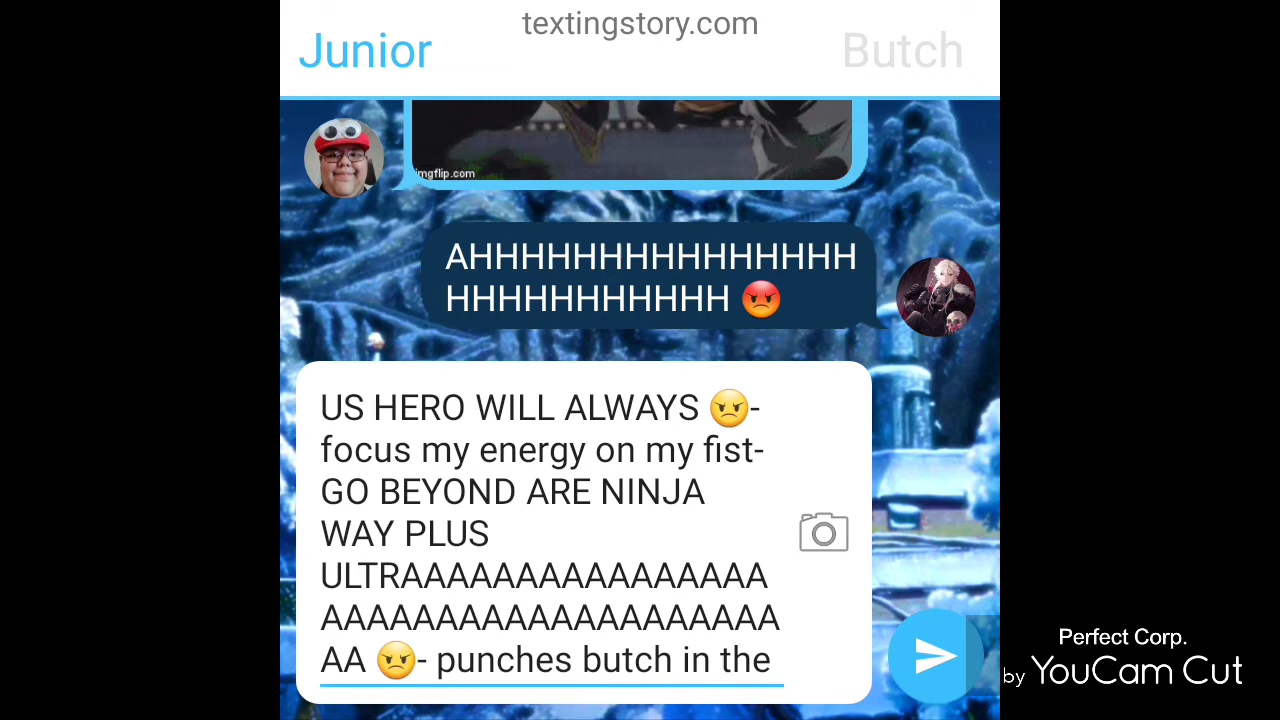 textingstory.com
Junior
Butch
imgflip.com
AHHHHHHHHHHHHHHH
HHHHHHHHHHH 😡
US HERO WILL ALWAYS 😠-
focus my energy on my fist-
GO BEYOND ARE NINJA
WAY PLUS
ULTRAAAAAAAAAAAAAAAA
AAAAAAAAAAAAAAAAAAAA
AA 😠- punches butch in the
Perfect Corp.
by YouCam Cut